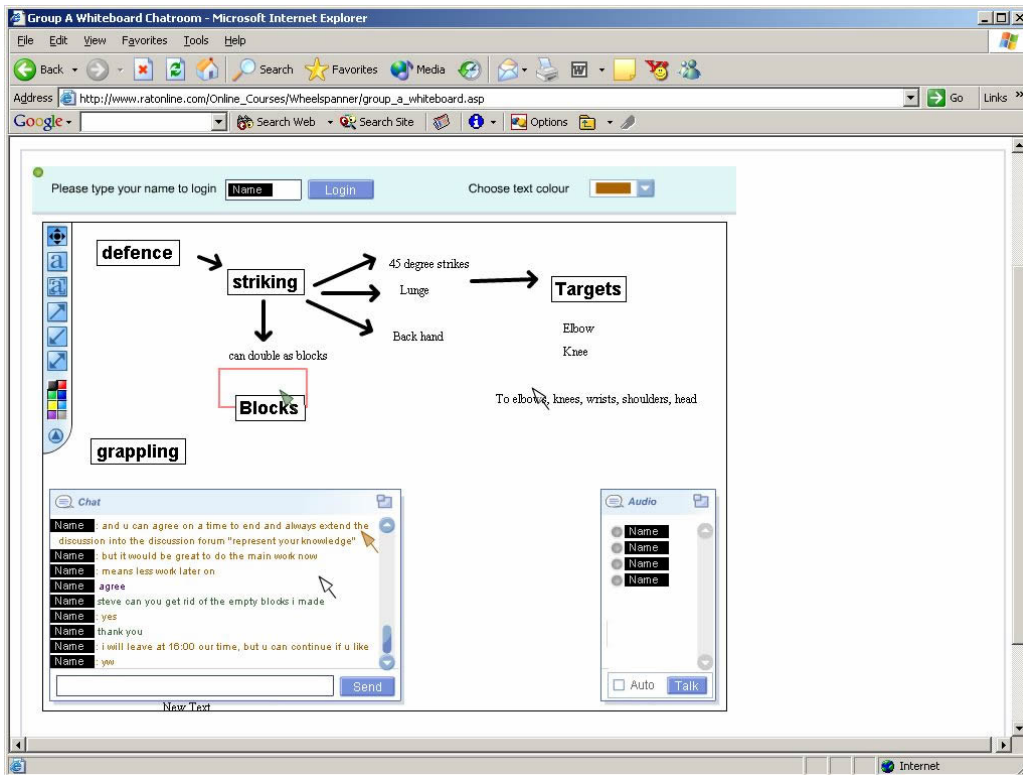 Group A Whiteboard Chatroom - Microsoft Internet Explorer
File Edit View Favorites Tools Help
Back Search Favorites Media
Address http://www.ratonline.com/Online_Courses/Wheelspanner/group_a_whiteboard.asp Go Links »
Google Search Web Search Site Options
Please type your name to login Name Login Choose text colour
defence
striking
45 degree strikes
Lunge
Back hand
Targets
Elbow
Knee
can double as blocks
To elbows, knees, wrists, shoulders, head
Blocks
grappling
Chat
Name : and u can agree on a time to end and always extend the
discussion into the discussion forum "represent your knowledge"
Name : but it would be great to do the main work now
Name : means less work later on
Name agree
Name steve can you get rid of the empty blocks i made
Name : yes
Name thank you
Name : i will leave at 16:00 our time, but u can continue if u like
Name : yw
Send
New Text
Audio
Name
Name
Name
Name
Auto Talk
Internet